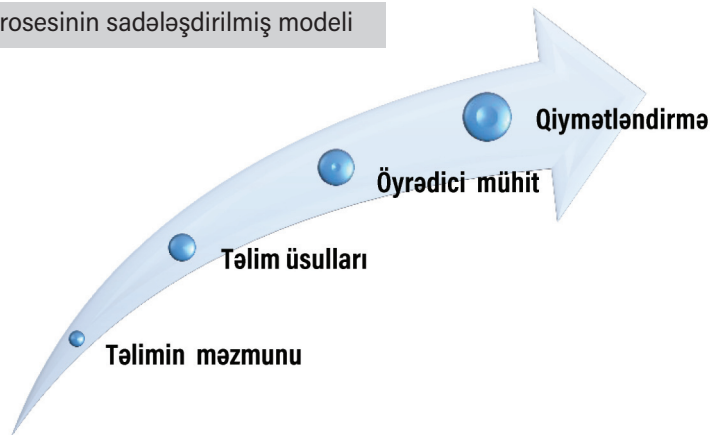 rosesinin sadələşdirilmiş modeli
Qiymətləndirmə
Öyrədici mühit
Təlim üsulları
Təlimin məzmunu